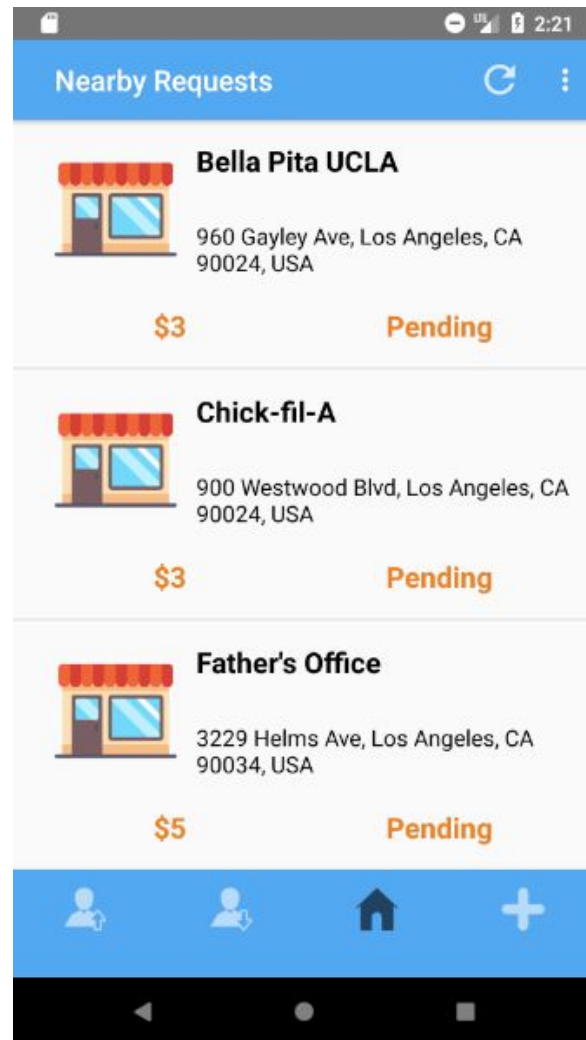 2:21
Nearby Requests
Bella Pita UCLA
960 Gayley Ave, Los Angeles, CA
90024, USA
$3 Pending
Chick-fil-A
900 Westwood Blvd, Los Angeles, CA
90024, USA
$3 Pending
Father's Office
3229 Helms Ave, Los Angeles, CA
90034, USA
$5 Pending